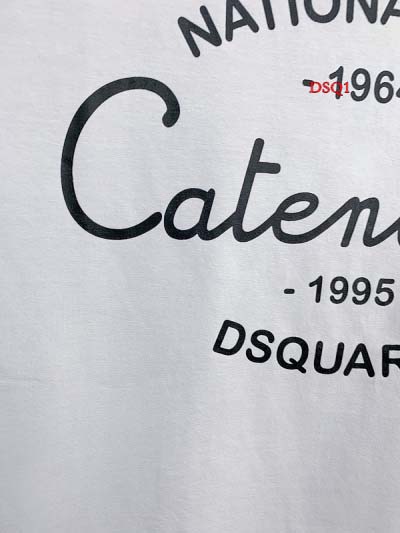 NATIONA
- 1964
DSQ1
Caten
- 1995
DSQUAR